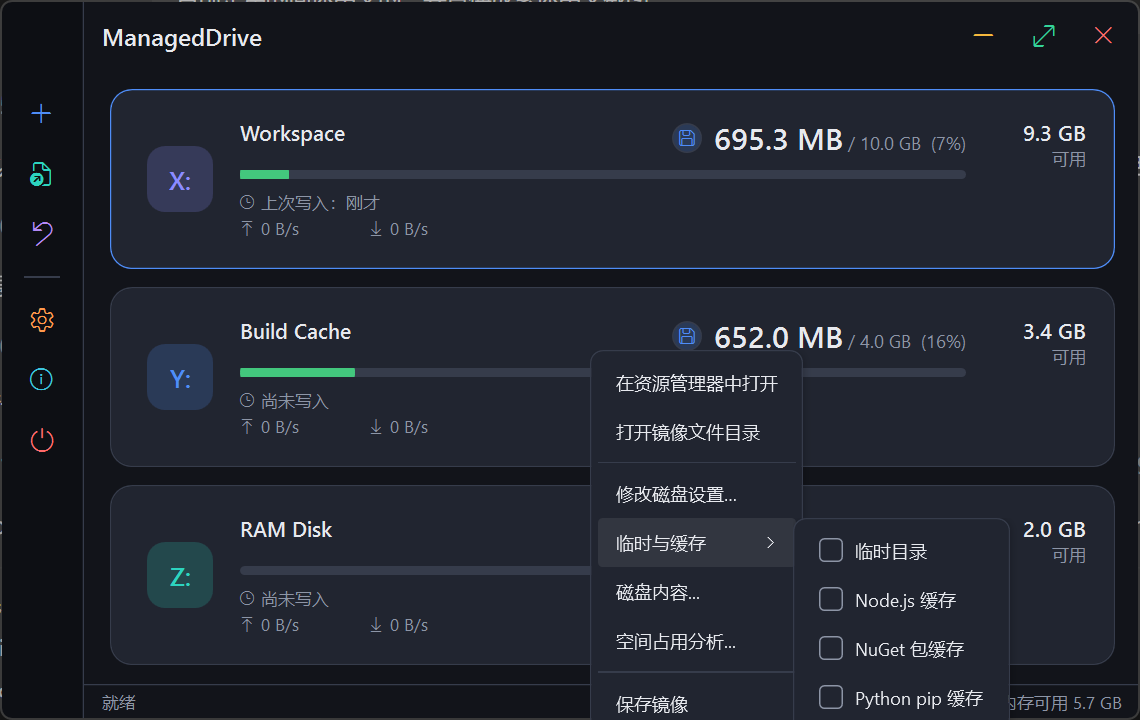 ManagedDrive
Workspace
695.3 MB / 10.0 GB (7%)
9.3 GB
可用
X:
上次写入：刚才
0 B/s 0 B/s
Build Cache
652.0 MB / 4.0 GB (16%)
3.4 GB
可用
Y:
尚未写入
0 B/s 0 B/s
RAM Disk
2.0 GB
可用
Z:
尚未写入
0 B/s 0 B/s
在资源管理器中打开
打开镜像文件目录
修改磁盘设置...
临时与缓存
磁盘内容...
空间占用分析...
保存镜像
临时目录
Node.js 缓存
NuGet 包缓存
Python pip 缓存
就绪
内存可用 5.7 GB